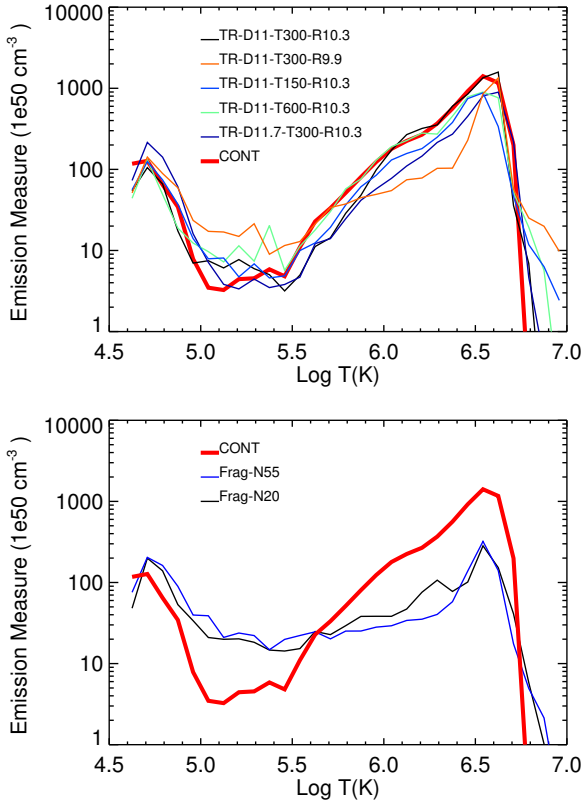 Emission Measure (1e50 cm⁻³)
10000
1000
100
10
1
TR-D11-T300-R10.3
TR-D11-T300-R9.9
TR-D11-T150-R10.3
TR-D11-T600-R10.3
TR-D11.7-T300-R10.3
CONT
4.5 5.0 5.5 6.0 6.5 7.0
Log T(K)
Emission Measure (1e50 cm⁻³)
10000
1000
100
10
1
CONT
Frag-N55
Frag-N20
4.5 5.0 5.5 6.0 6.5 7.0
Log T(K)